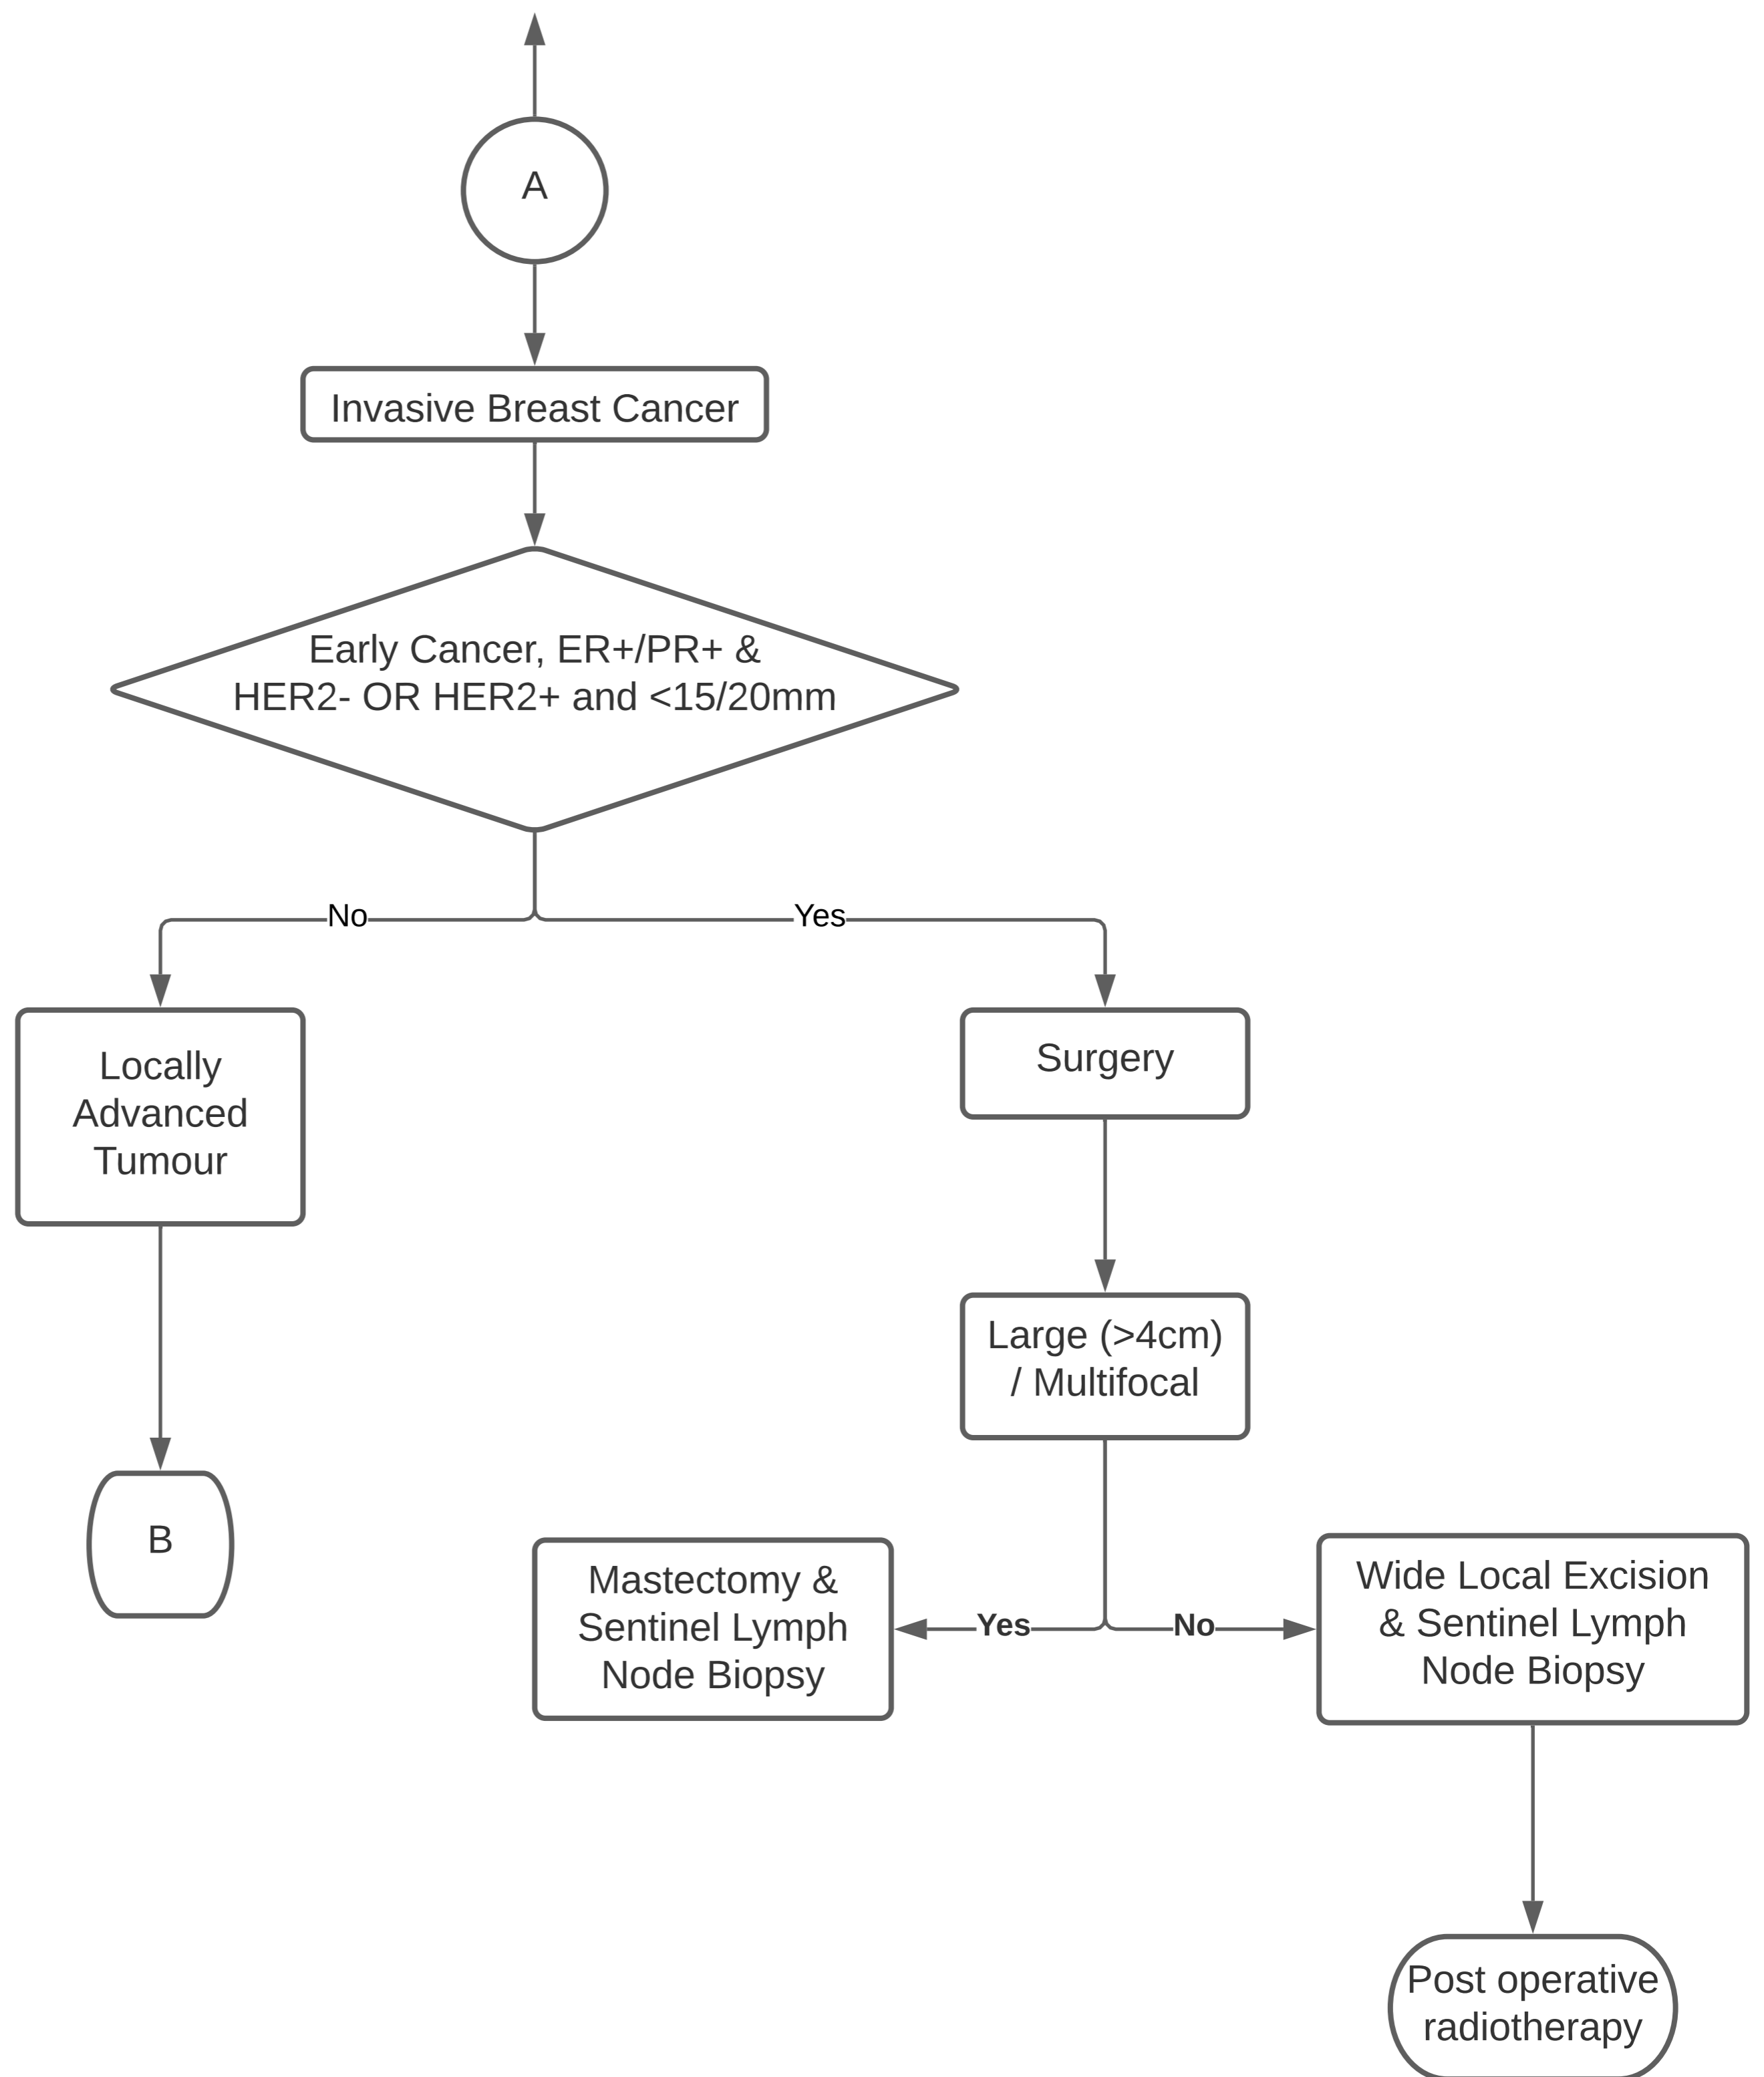 A
Invasive Breast Cancer
Early Cancer, ER+/PR+ &
HER2- OR HER2+ and <15/20mm
No
Yes
Locally
Advanced
Tumour
Surgery
Large (>4cm)
/ Multifocal
B
Mastectomy &
Sentinel Lymph
Node Biopsy
Yes
No
Wide Local Excision
& Sentinel Lymph
Node Biopsy
Post operative
radiotherapy